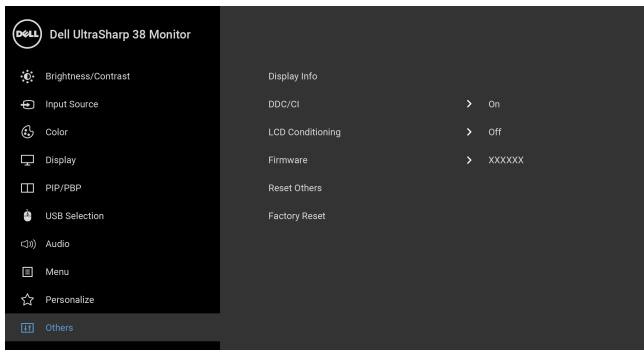 DELL
Dell UltraSharp 38 Monitor
Brightness/Contrast
Display Info
Input Source
DDC/CI
On
Color
LCD Conditioning
Off
Display
Firmware
XXXXXX
PIP/PBP
Reset Others
USB Selection
Factory Reset
Audio
Menu
Personalize
Others